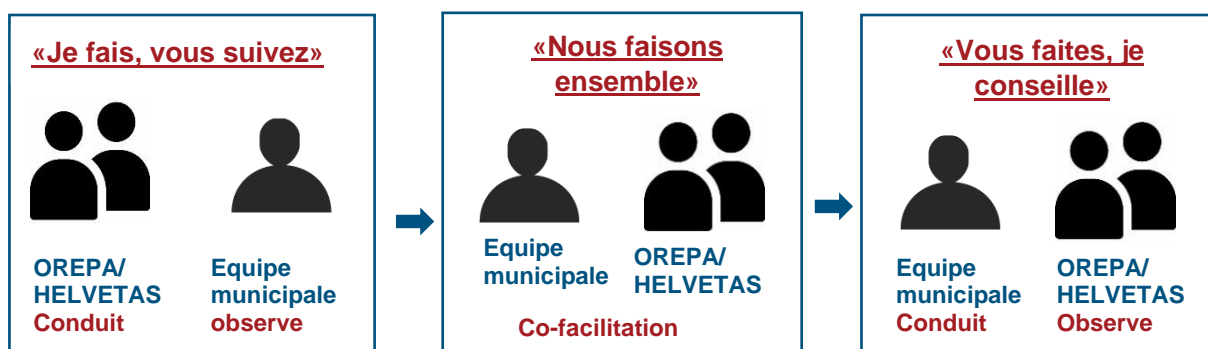 «Je fais, vous suivez»
OREPA/
HELVETAS
Conduit
Equipe
municipale
observe
«Nous faisons
ensemble»
Equipe
municipale
OREPA/
HELVETAS
Co-facilitation
«Vous faites, je
conseille»
Equipe
municipale
Conduit
OREPA/
HELVETAS
Observe